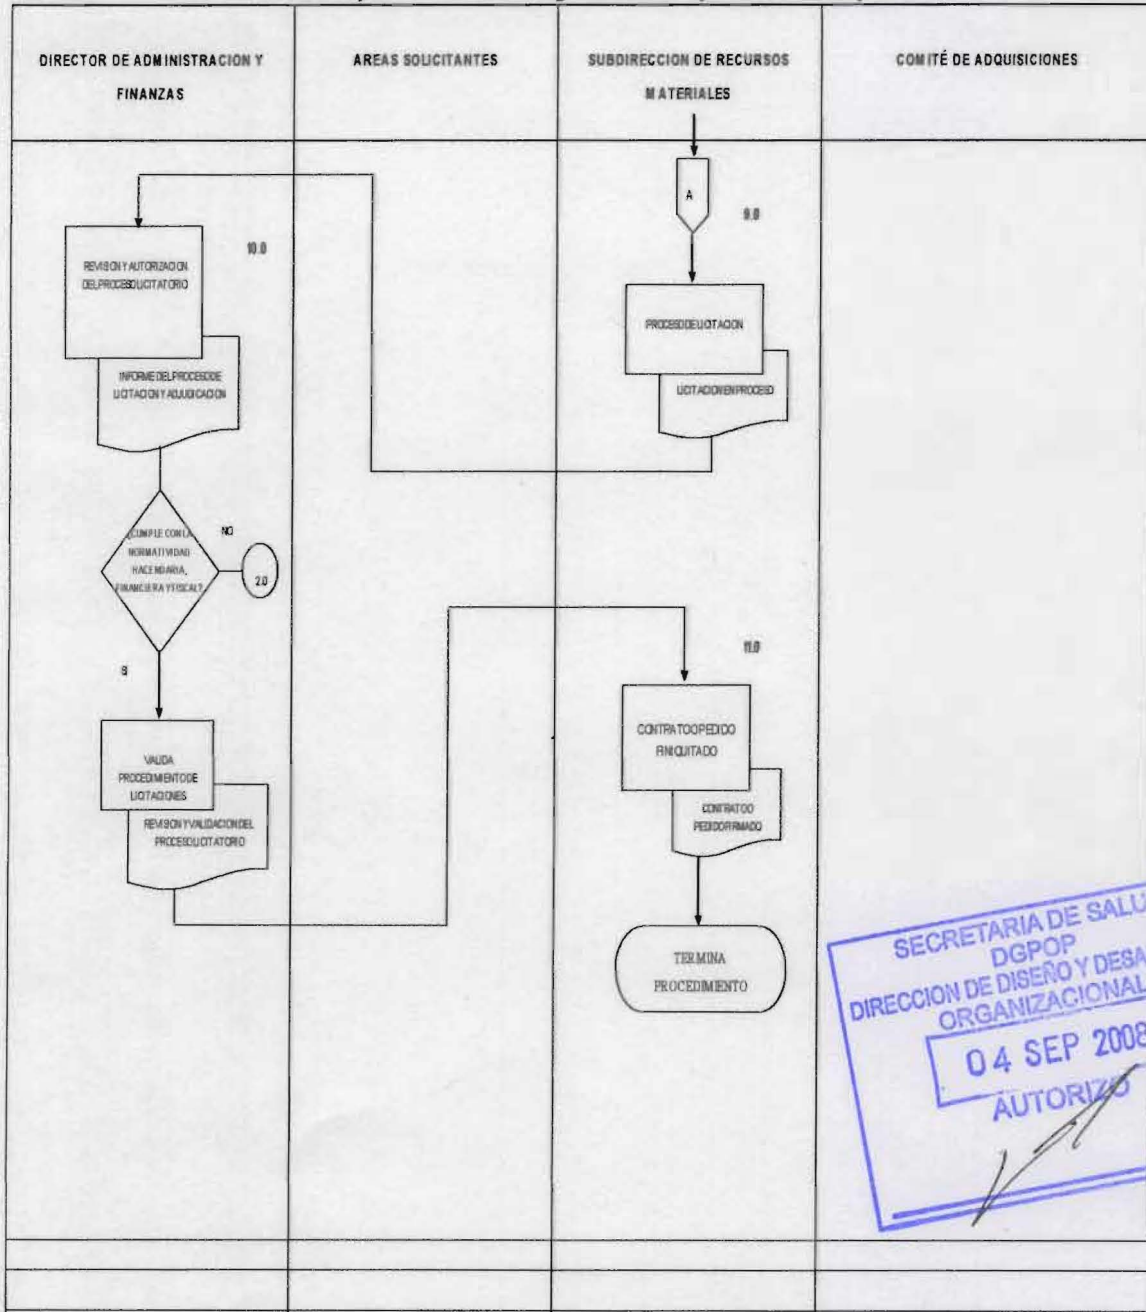 DIRECTOR DE ADMINISTRACION Y
FINANZAS
AREAS SOLICITANTES
SUBDIRECCION DE RECURSOS
MATERIALES
COMITÉ DE ADQUISICIONES
A
9.0
PROCESO DE LICITACION
LICITACION EN PROCESO
10.0
REVISION Y AUTORIZACION
DEL PROCESO LICITATORIO
INFORME DEL PROCESO DE
LICITACION Y ADJUDICACION
¿CUMPLE CON LA
NORMATIVIDAD
HACENDARIA,
FINANCIERA Y FISCAL?
NO
2.0
SI
VALIDA
PROCEDIMIENTO DE
LICITACIONES
REVISION Y VALIDACION DEL
PROCESO LICITATORIO
11.0
CONTRATO O PEDIDO
FINIQUITADO
CONTRATO O
PEDIDO FIRMADO
TERMINA
PROCEDIMIENTO
SECRETARIA DE SALU
DGPOP
DIRECCION DE DISEÑO Y DESA
ORGANIZACIONAL
04 SEP 2008
AUTORIZO